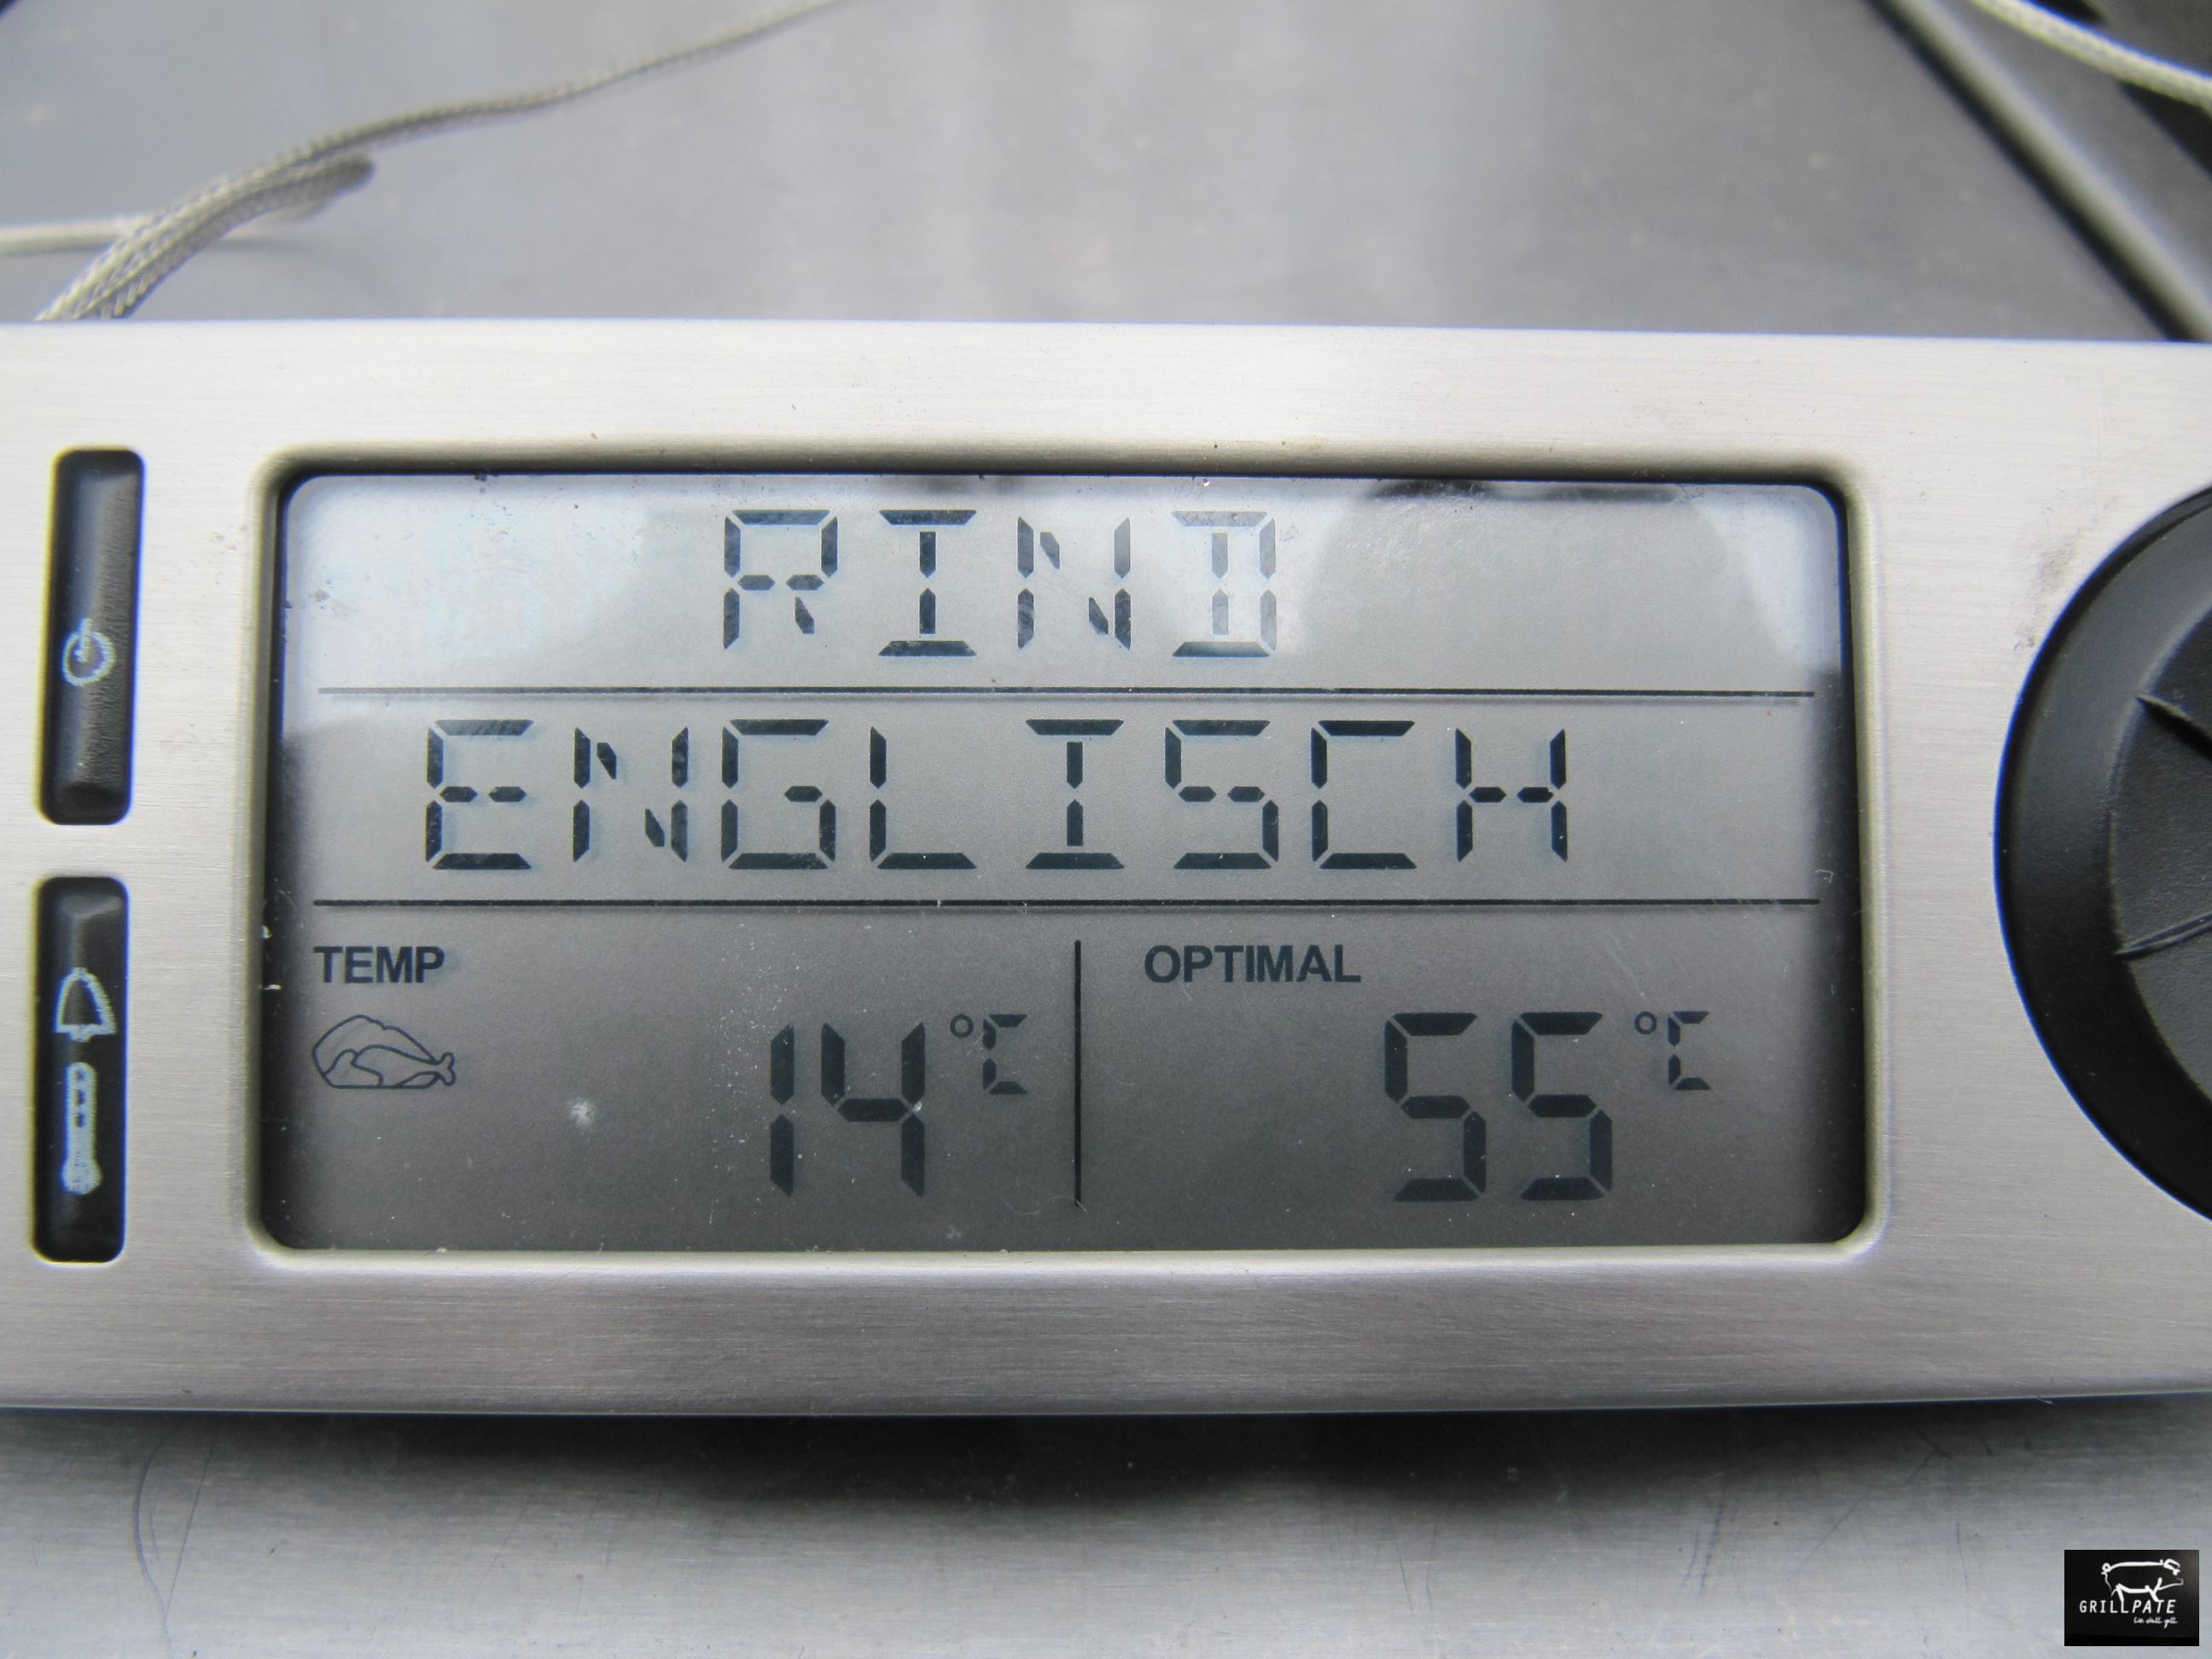 RIND
ENGLISCH
TEMP OPTIMAL
14 °C 55 °C
GRILLPATE